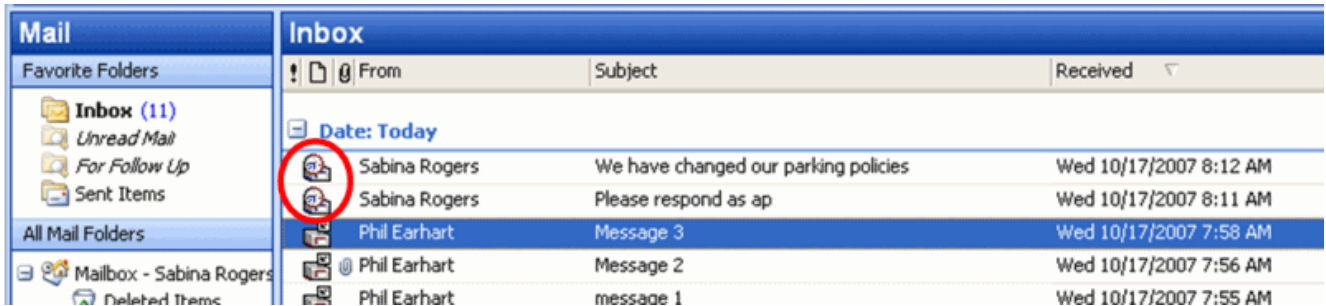 Mail
Inbox
Favorite Folders
! From Subject Received
Inbox (11)
Unread Mail
For Follow Up
Sent Items
All Mail Folders
Mailbox - Sabina Rogers
Deleted Items
Date: Today
Sabina Rogers We have changed our parking policies Wed 10/17/2007 8:12 AM
Sabina Rogers Please respond as ap Wed 10/17/2007 8:11 AM
Phil Earhart Message 3 Wed 10/17/2007 7:58 AM
Phil Earhart Message 2 Wed 10/17/2007 7:56 AM
Phil Earhart message 1 Wed 10/17/2007 7:55 AM